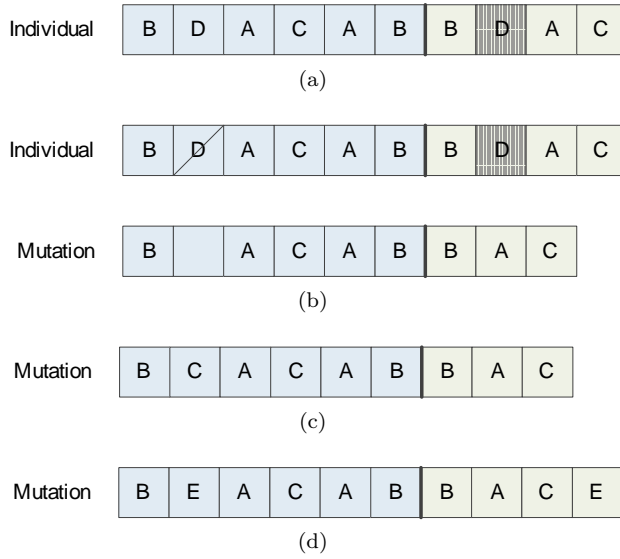 Individual B D A C A B B D A C
(a)
Individual B D A C A B B D A C
Mutation B A C A B B A C
(b)
Mutation B C A C A B B A C
(c)
Mutation B E A C A B B A C E
(d)